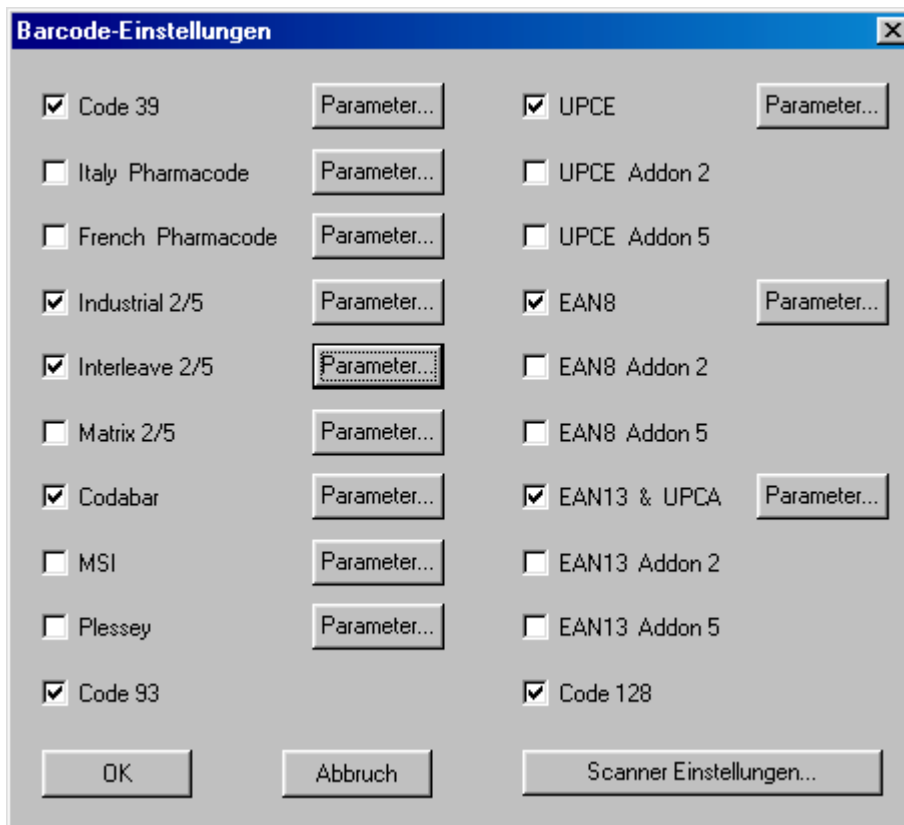 Barcode-Einstellungen
Code 39 Parameter... UPCE Parameter...
Italy Pharmacode Parameter... UPCE Addon 2
French Pharmacode Parameter... UPCE Addon 5
Industrial 2/5 Parameter... EAN8 Parameter...
Interleave 2/5 Parameter... EAN8 Addon 2
Matrix 2/5 Parameter... EAN8 Addon 5
Codabar Parameter... EAN13 & UPCA Parameter...
MSI Parameter... EAN13 Addon 2
Plessey Parameter... EAN13 Addon 5
Code 93 Code 128
OK Abbruch Scanner Einstellungen...